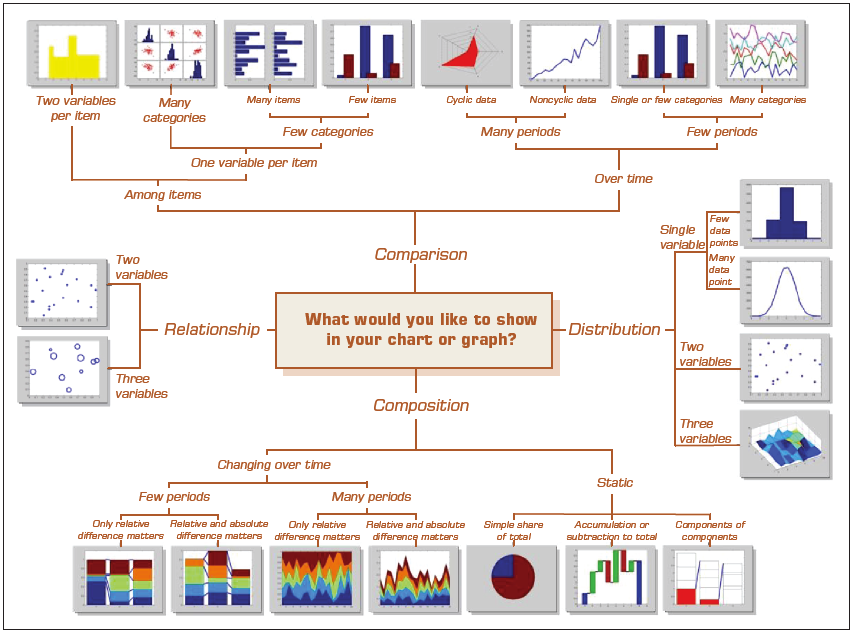 Two variables
per item
Many
categories
Many items
Few items
Cyclic data
Noncyclic data
Single or few categories
Many categories
Few categories
Many periods
Few periods
One variable per item
Among items
Over time
Comparison
Single
variable
Few
data
points
Many
data
point
Two
variables
Three
variables
Relationship
What would you like to show
in your chart or graph?
Distribution
Two
variables
Three
variables
Composition
Changing over time
Static
Few periods
Many periods
Only relative
difference matters
Relative and absolute
difference matters
Only relative
difference matters
Relative and absolute
difference matters
Simple share
of total
Accumulation or
subtraction to total
Components of
components